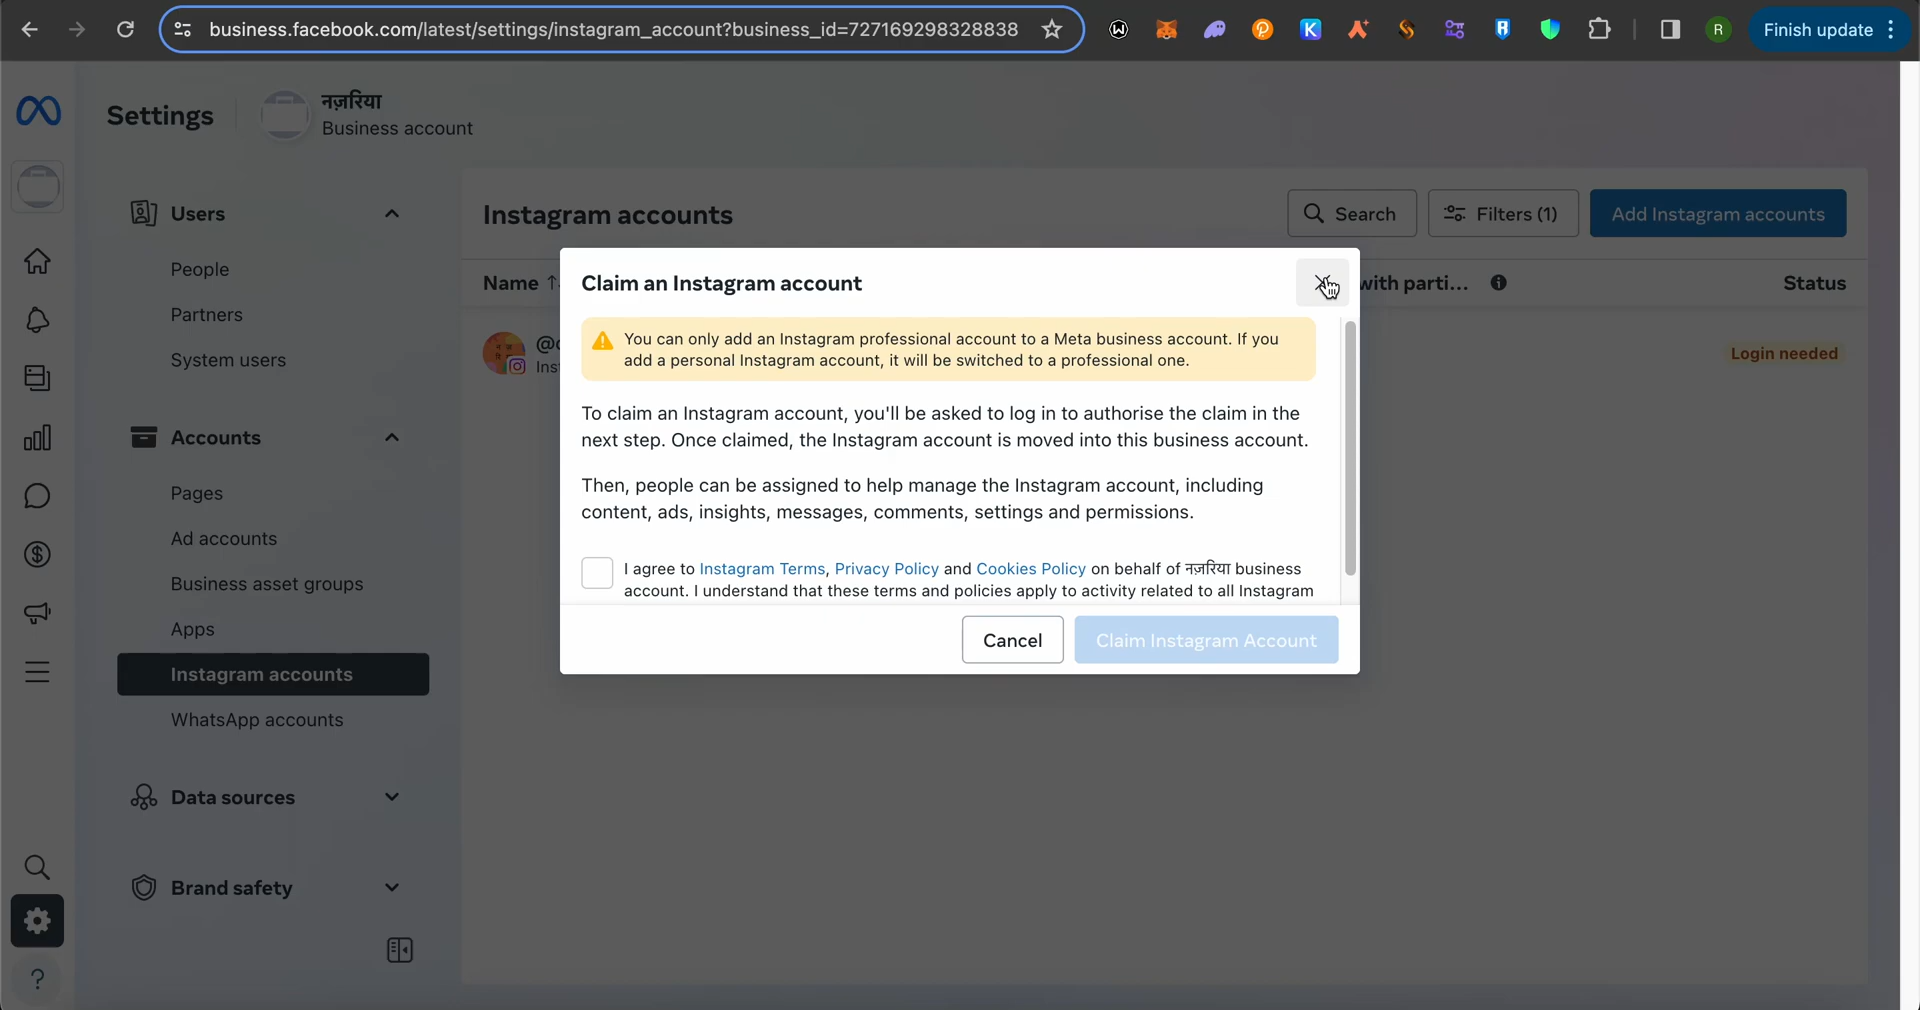 business.facebook.com/latest/settings/instagram_account?business_id=727169298328838
R
Finish update
Settings
नज़रिया
Business account
Users
People
Partners
System users
Accounts
Pages
Ad accounts
Business asset groups
Apps
Instagram accounts
WhatsApp accounts
Data sources
Brand safety
Instagram accounts
Search
Filters (1)
Add Instagram accounts
Name
with parti...
Status
Login needed
Claim an Instagram account
You can only add an Instagram professional account to a Meta business account. If you
add a personal Instagram account, it will be switched to a professional one.
To claim an Instagram account, you'll be asked to log in to authorise the claim in the
next step. Once claimed, the Instagram account is moved into this business account.
Then, people can be assigned to help manage the Instagram account, including
content, ads, insights, messages, comments, settings and permissions.
I agree to Instagram Terms, Privacy Policy and Cookies Policy on behalf of नज़रिया business
account. I understand that these terms and policies apply to activity related to all Instagram
Cancel
Claim Instagram Account